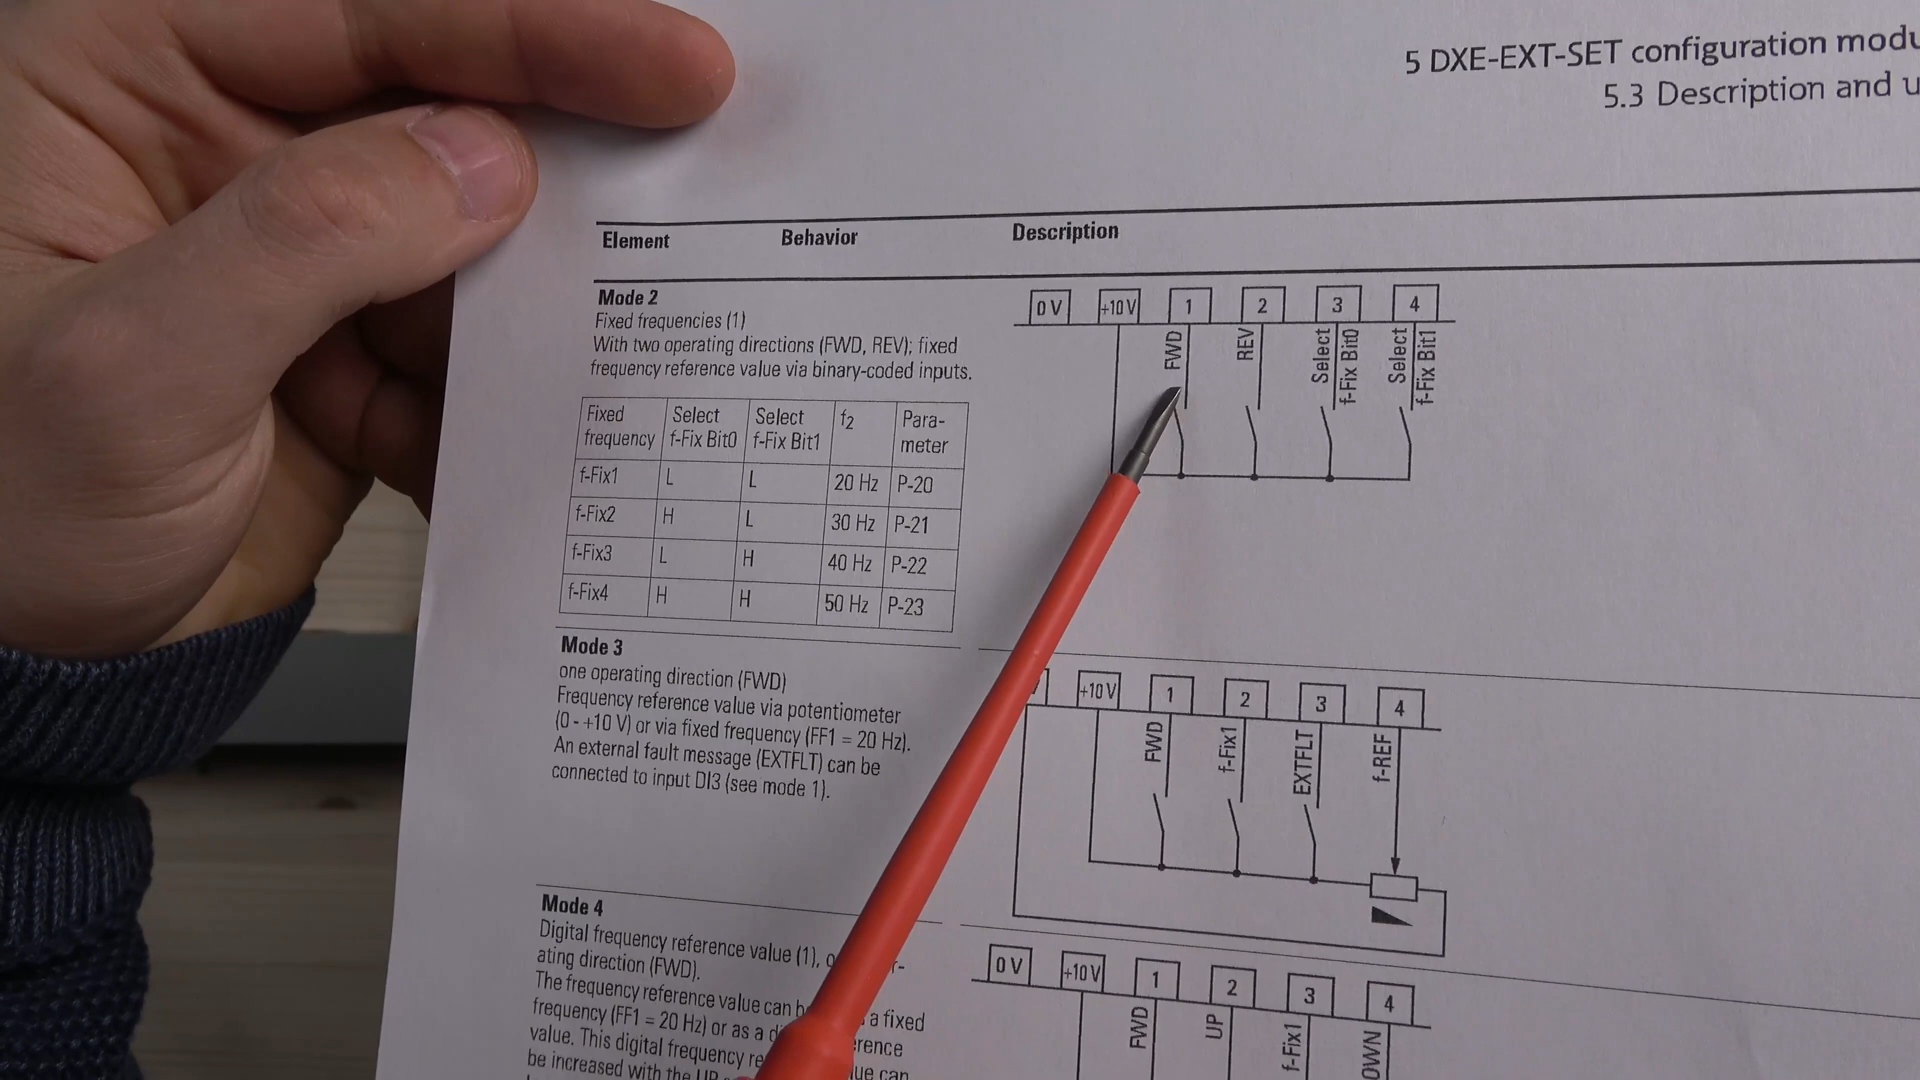 5 DXE-EXT-SET configuration
5.3 Description and
Element Behavior Description
Mode 2
Fixed frequencies (1)
With two operating directions (FWD, REV); fixed
frequency reference value via binary-coded inputs.
Fixed frequency Select f-Fix Bit0 Select f-Fix Bit1 f2 Para-meter
f-Fix1 L L 20 Hz P-20
f-Fix2 H L 30 Hz P-21
f-Fix3 L H 40 Hz P-22
f-Fix4 H H 50 Hz P-23
0 V +10 V 1 2 3 4
FWD
REV
Select
f-Fix Bit0
Select
f-Fix Bit1
Mode 3
one operating direction (FWD)
Frequency reference value via potentiometer
(0 - +10 V) or via fixed frequency (FF1 = 20 Hz).
An external fault message (EXTFLT) can be
connected to input DI3 (see mode 1).
+10 V 1 2 3 4
FWD
f-Fix1
EXTFLT
f-REF
Mode 4
Digital frequency reference value (1),
ating direction (FWD).
The frequency reference value can a fixed
frequency (FF1 = 20 Hz) or as a
value. This digital frequency can
be increased with the
0 V +10 V 1 2 3 4
FWD
UP
f-Fix1